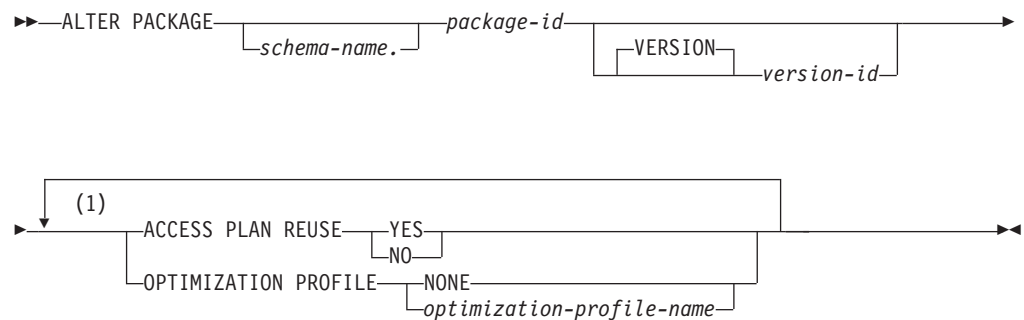 ALTER PACKAGE schema-name. package-id VERSION version-id
(1)
ACCESS PLAN REUSE YES
NO
OPTIMIZATION PROFILE NONE
optimization-profile-name